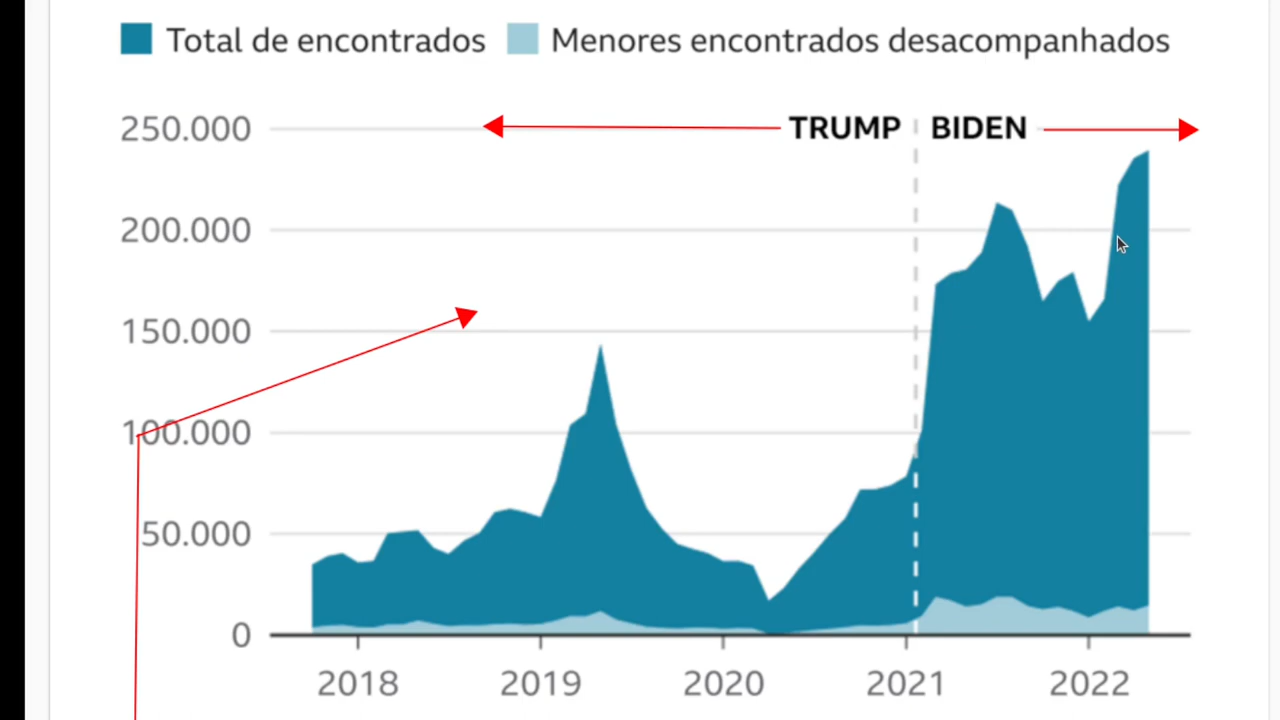 Total de encontrados Menores encontrados desacompanhados
250.000 TRUMP BIDEN
200.000
150.000
100.000
50.000
0
2018 2019 2020 2021 2022